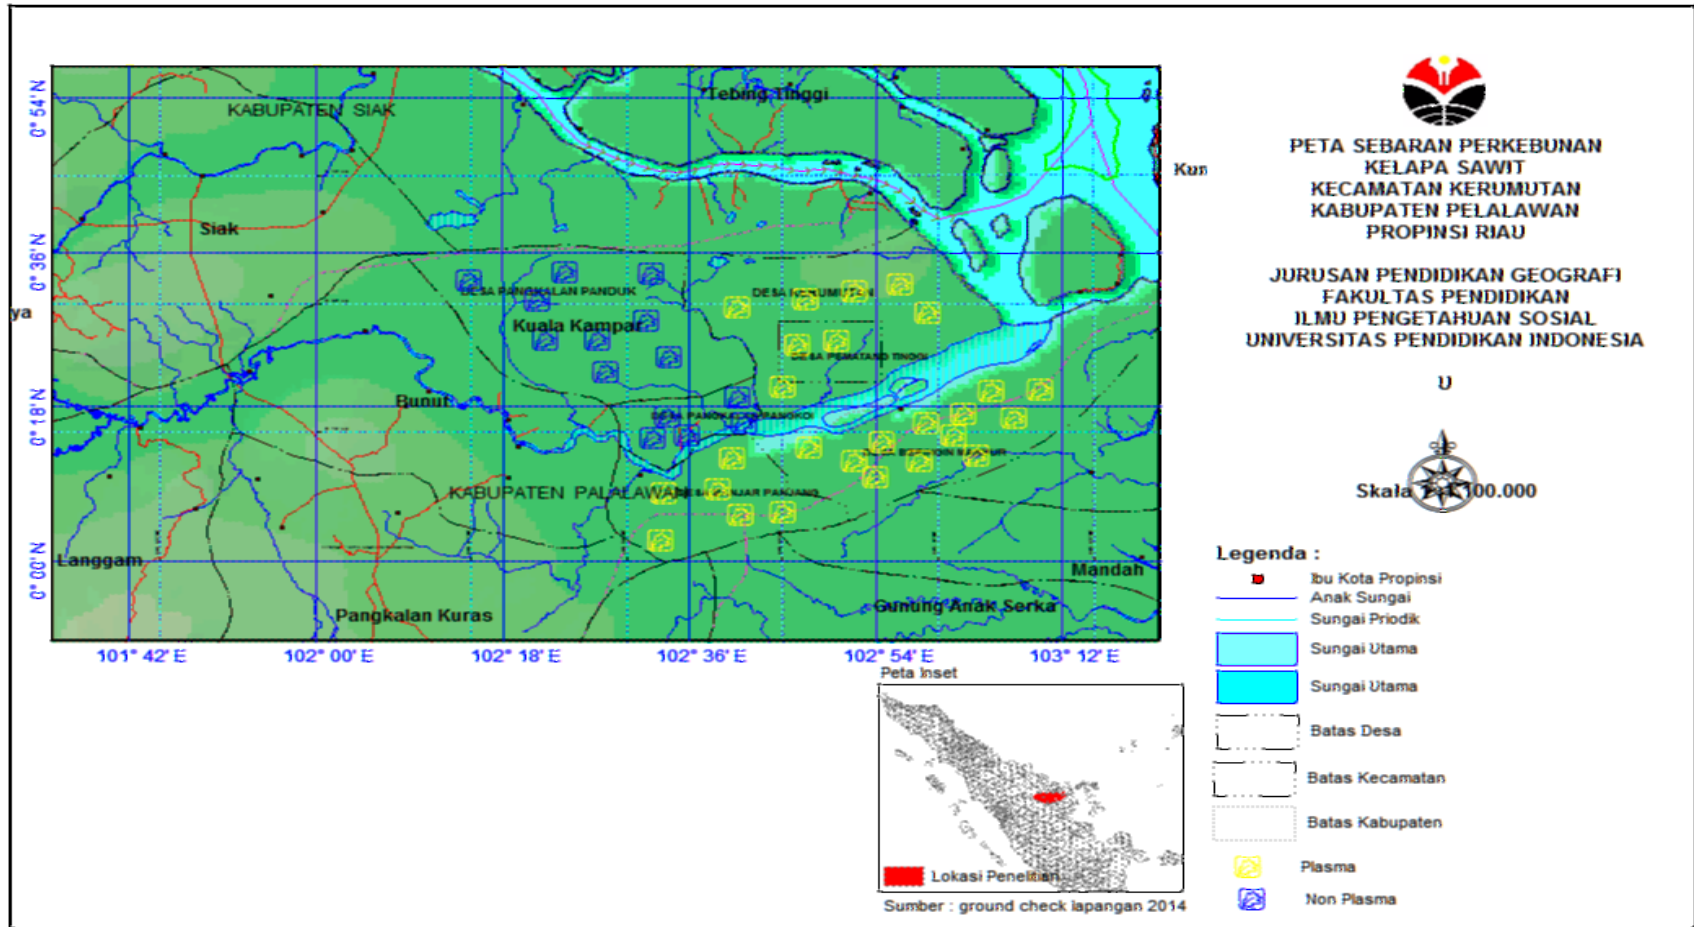 PETA SEBARAN PERKEBUNAN
KELAPA SAWIT
KECAMATAN KERUMUTAN
KABUPATEN PELALAWAN
PROPINSI RIAU
JURUSAN PENDIDIKAN GEOGRAFI
FAKULTAS PENDIDIKAN
ILMU PENGETAHUAN SOSIAL
UNIVERSITAS PENDIDIKAN INDONESIA
U
Skala
100.000
Legenda :
Ibu Kota Propinsi
Anak Sungai
Sungai Priodik
Sungai Utama
Sungai Utama
Batas Desa
Batas Kecamatan
Batas Kabupaten
Plasma
Non Plasma
0° 54' N
0° 36' N
0° 18' N
0° 00' N
101° 42' E
102° 00' E
102° 18' E
102° 36' E
102° 54' E
103° 12' E
KABUPATEN SIAK
Tebing Tinggi
Kun
Siak
ya
DESA PANGKALAN PANDUK
DESA KERUMUTAN
Kuala Kampar
DESA PEMATANG TINGGI
Bunut
KABUPATEN PALALAWAN
Langgam
Mandah
Pangkalan Kuras
Gunung Anak Serka
Peta Inset
Lokasi Penelitian
Sumber : ground check lapangan 2014